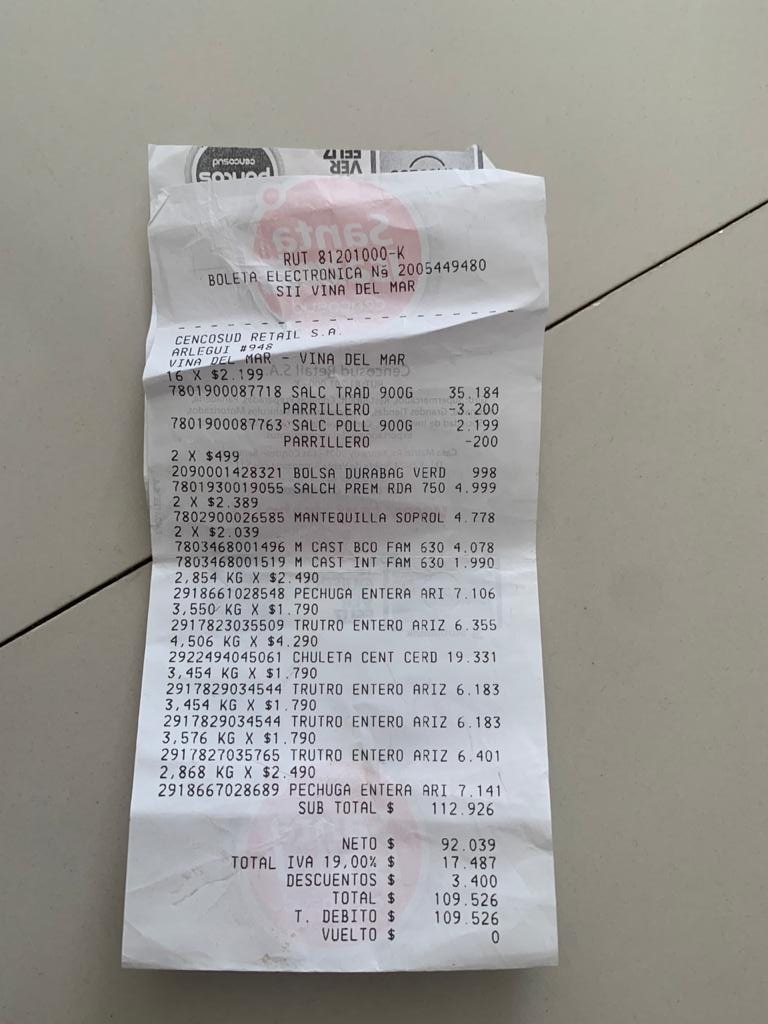 cencosud
VER
RUT 81201000-K
BOLETA ELECTRONICA Nº 2005449480
SII VINA DEL MAR
CENCOSUD RETAIL S.A.
ARLEGUI #948
VINA DEL MAR - VINA DEL MAR
16 X $2.199
7801900087718 SALC TRAD 900G 35.184
PARRILLERO -3.200
7801900087763 SALC POLL 900G 2.199
PARRILLERO -200
2 X $499
2090001428321 BOLSA DURABAG VERD 998
7801930019055 SALCH PREM RDA 750 4.999
2 X $2.389
7802900026585 MANTEQUILLA SOPROL 4.778
2 X $2.039
7803468001496 M CAST BCO FAM 630 4.078
7803468001519 M CAST INT FAM 630 1.990
2,854 KG X $2.490
2918661028548 PECHUGA ENTERA ARI 7.106
3,550 KG X $1.790
2917823035509 TRUTRO ENTERO ARIZ 6.355
4,506 KG X $4.290
2922494045061 CHULETA CENT CERD 19.331
3,454 KG X $1.790
2917829034544 TRUTRO ENTERO ARIZ 6.183
3,454 KG X $1.790
2917829034544 TRUTRO ENTERO ARIZ 6.183
3,576 KG X $1.790
2917827035765 TRUTRO ENTERO ARIZ 6.401
2,868 KG X $2.490
2918667028689 PECHUGA ENTERA ARI 7.141
SUB TOTAL $ 112.926
NETO $ 92.039
TOTAL IVA 19,00% $ 17.487
DESCUENTOS $ 3.400
TOTAL $ 109.526
T. DEBITO $ 109.526
VUELTO $ 0